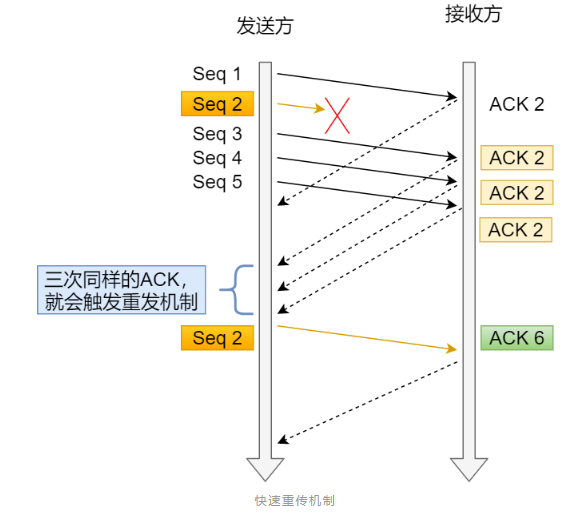 发送方
接收方
Seq 1
Seq 2
ACK 2
Seq 3
Seq 4
ACK 2
Seq 5
ACK 2
ACK 2
三次同样的ACK，
就会触发重发机制
Seq 2
ACK 6
快速重传机制